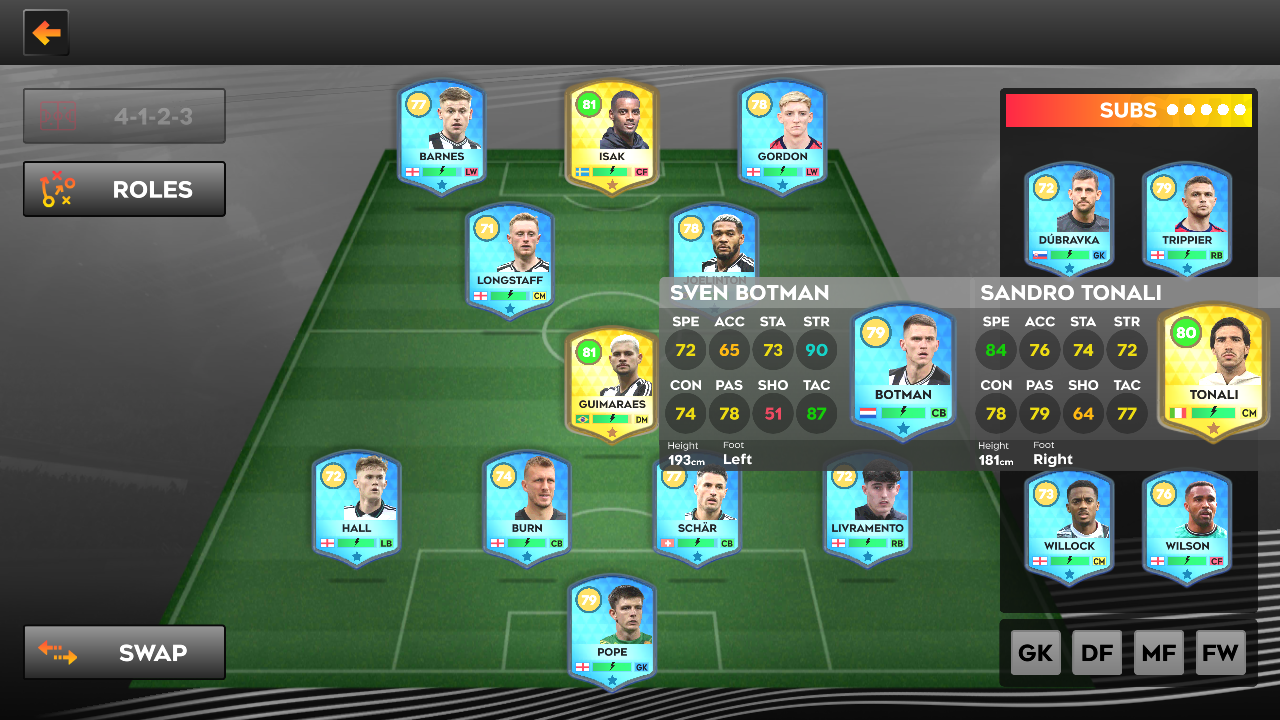 4-1-2-3
ROLES
SWAP
77
BARNES
LW
81
ISAK
CF
78
GORDON
LW
71
LONGSTAFF
CM
78
JOELINTON
81
GUIMARAES
DM
72
HALL
LB
74
BURN
CB
77
SCHÄR
CB
72
LIVRAMENTO
RB
79
POPE
GK
SUBS
72
DÚBRAVKA
GK
79
TRIPPIER
RB
SVEN BOTMAN
SPE ACC STA STR
72 65 73 90
CON PAS SHO TAC
74 78 51 87
Height Foot
193cm Left
79
BOTMAN
CB
SANDRO TONALI
SPE ACC STA STR
84 76 74 72
CON PAS SHO TAC
78 79 64 77
Height Foot
181cm Right
80
TONALI
CM
73
WILLOCK
CM
76
WILSON
CF
GK DF MF FW